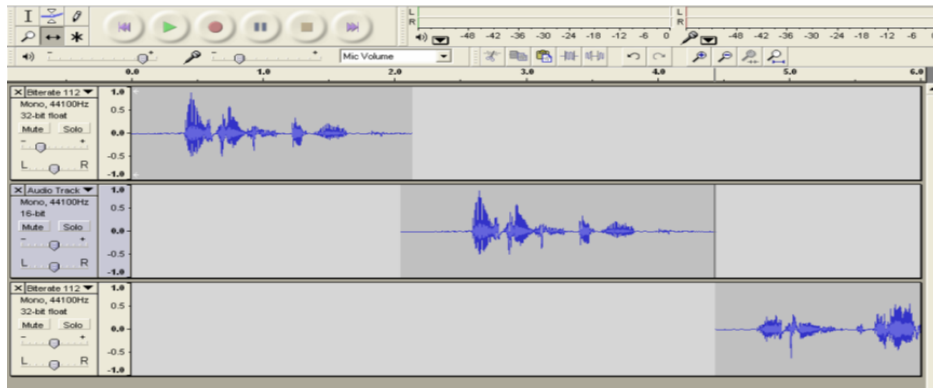 L
R
-48 -42 -36 -30 -24 -18 -12 -6 0
L
R
-48 -42 -36 -30 -24 -18 -12 -6
Mic Volume
0.0 1.0 2.0 3.0 4.0 5.0 6.0
Biterate 112
Mono, 44100Hz
32-bit float
Mute Solo
- +
L R
1.0
0.5
0.0
-0.5
-1.0
Audio Track
Mono, 44100Hz
16-bit
Mute Solo
- +
L R
1.0
0.5
0.0
-0.5
-1.0
Biterate 112
Mono, 44100Hz
32-bit float
Mute Solo
- +
L R
1.0
0.5
0.0
-0.5
-1.0